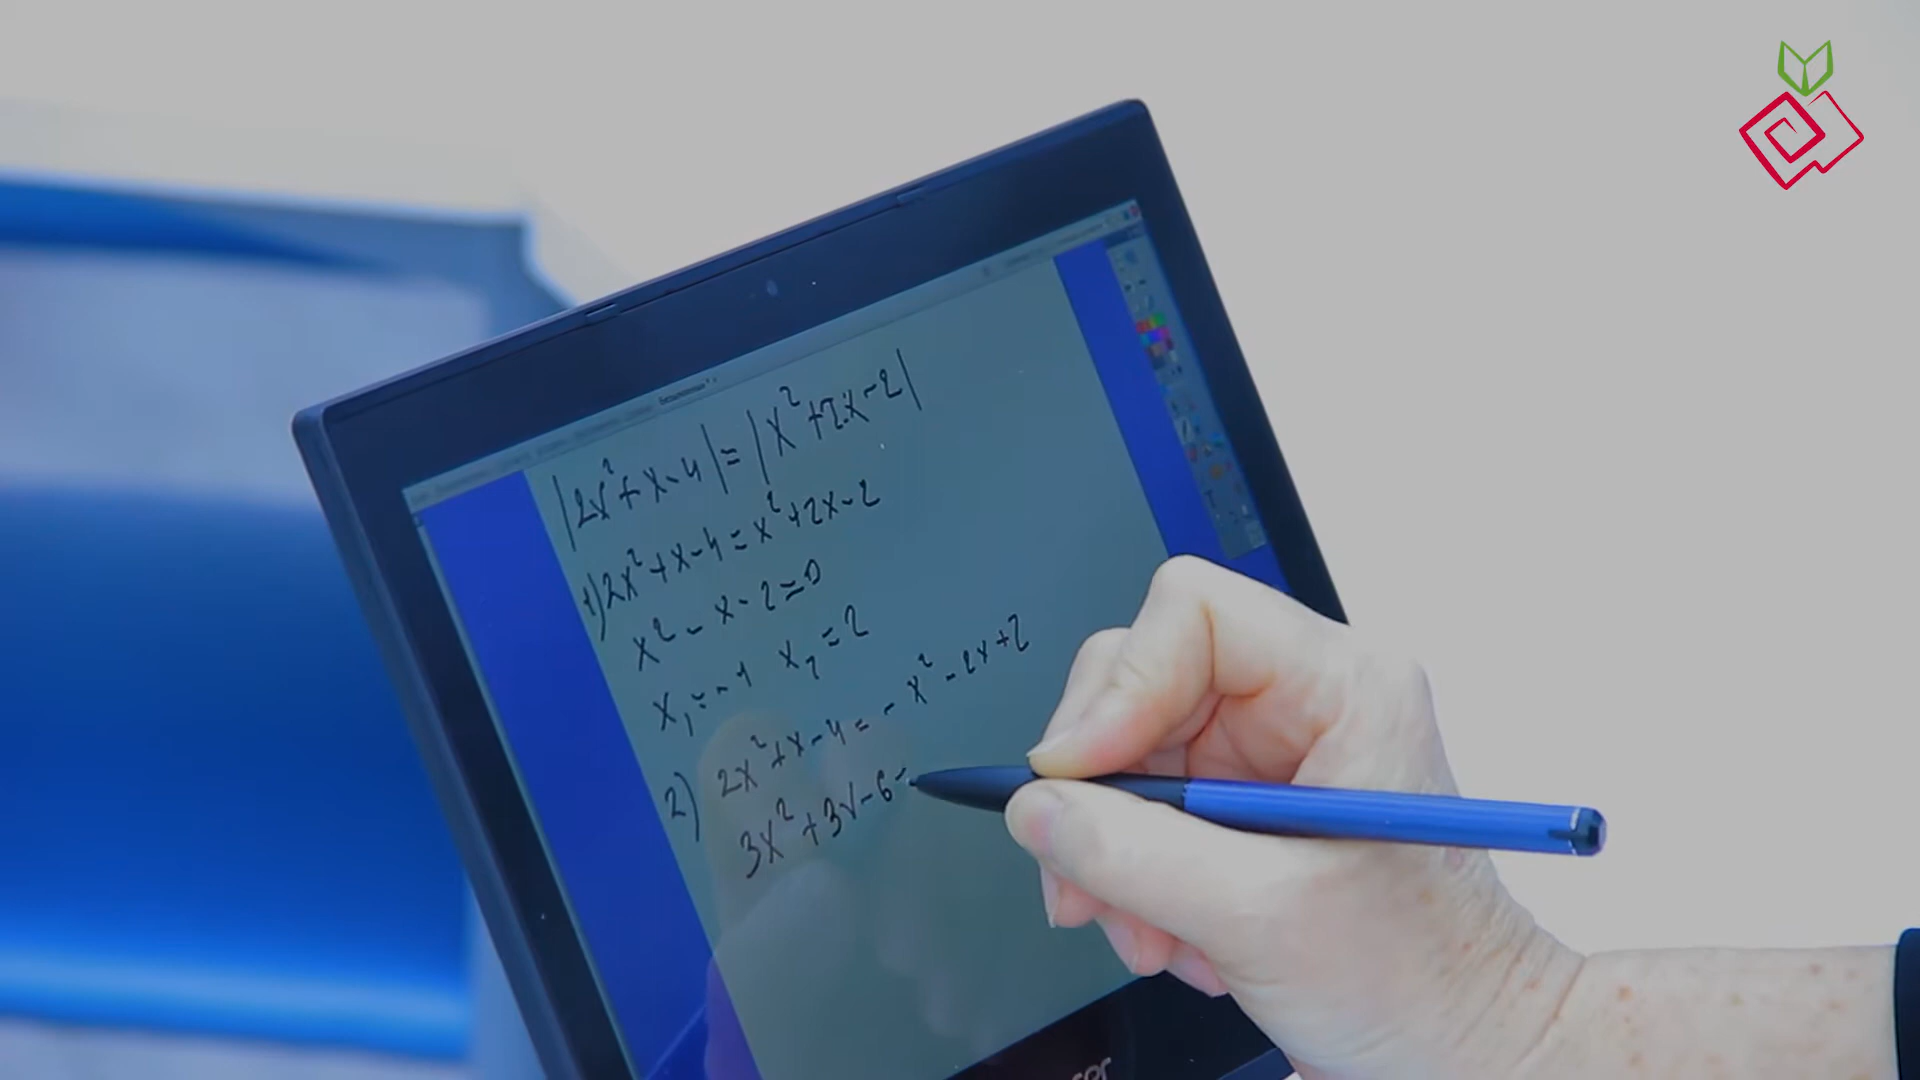 |2x²+x-4|=|x²+2x-2|
1) 2x²+x-4=x²+2x-2
x²-x-2=0
x₁=-1 x₂=2
2) 2x²+x-4=-x²-2x+2
3x²+3x-6-